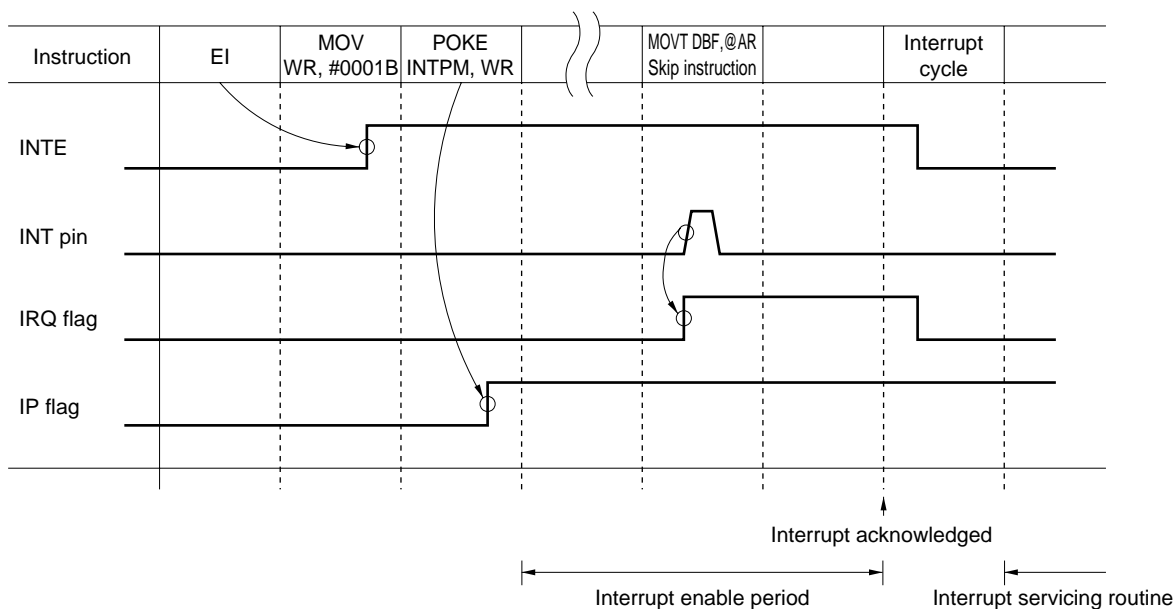 Instruction
EI
MOV
WR, #0001B
POKE
INTPM, WR
MOVT DBF,@AR
Skip instruction
Interrupt
cycle
INTE
INT pin
IRQ flag
IP flag
Interrupt acknowledged
Interrupt enable period
Interrupt servicing routine